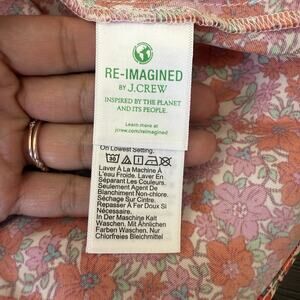 RE-IMAGINED
BY J.CREW
INSPIRED BY THE PLANET
AND ITS PEOPLE.
Learn more at
jcrew.com/reimagined
On Lowest Setting.
Laver À La Machine À
L'eau Froide. Laver En
Séparant Les Couleurs.
Seulement Agent De
Blanchiment Non-chlore.
Séchage Sur Cintre.
Repasser À Fer Doux Si
Nécessaire.
In Der Maschine Kalt
Waschen. Mit Ähnlichen
Farben Waschen. Nur
Chlorfreies Bleichmittel